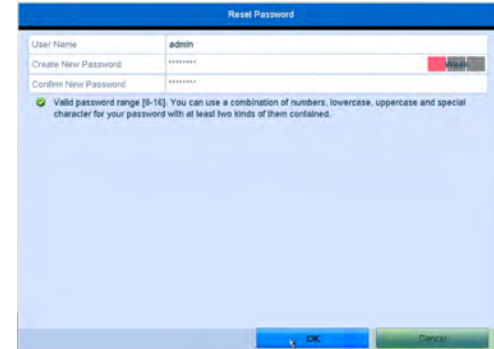 Reset Password
User Name admin
Create New Password ******** Weak
Confirm New Password ********
Valid password range [8-16]. You can use a combination of numbers, lowercase, uppercase and special
character for your password with at least two kinds of them contained.
OK Cancel